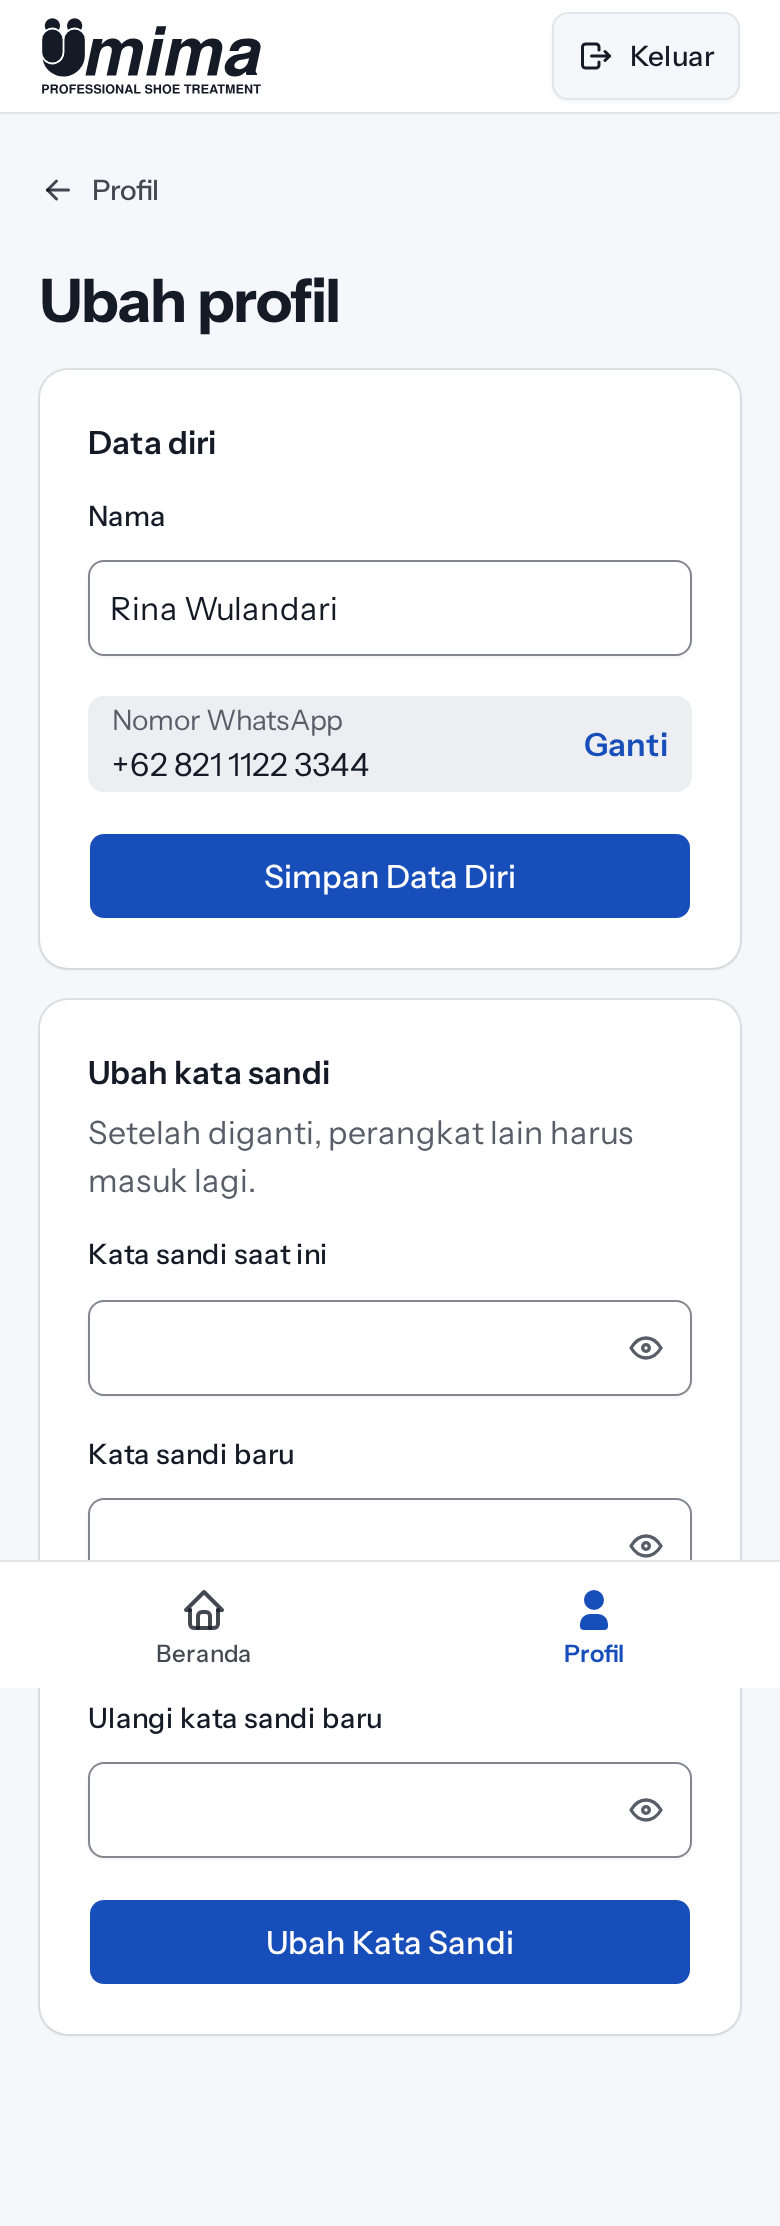 Ümima
PROFESSIONAL SHOE TREATMENT
Keluar
Profil
Ubah profil
Data diri
Nama
Rina Wulandari
Nomor WhatsApp
+62 821 1122 3344
Ganti
Simpan Data Diri
Ubah kata sandi
Setelah diganti, perangkat lain harus
masuk lagi.
Kata sandi saat ini
Kata sandi baru
Beranda
Profil
Ulangi kata sandi baru
Ubah Kata Sandi